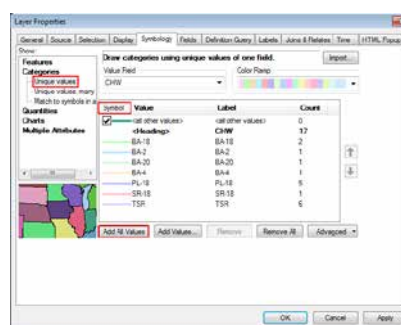 Layer Properties
General Source Selection Display Symbology Fields Definition Query Labels Joins & Relates Time HTML Popup
Show:
Features
Categories
Unique values
Unique values, many
Match to symbols in a
Quantities
Charts
Multiple Attributes
Draw categories using unique values of one field.
Import...
Value Field
Color Ramp
CHW
Symbol Value Label Count
<all other values> <all other values> 0
<Heading> CHW 17
BA-18 BA-18 2
BA-2 BA-2 1
BA-20 BA-20 1
BA-4 BA-4 1
PL-18 PL-18 5
SR-18 SR-18 1
TSR TSR 6
Add All Values Add Values... Remove Remove All Advanced
OK Cancel Apply